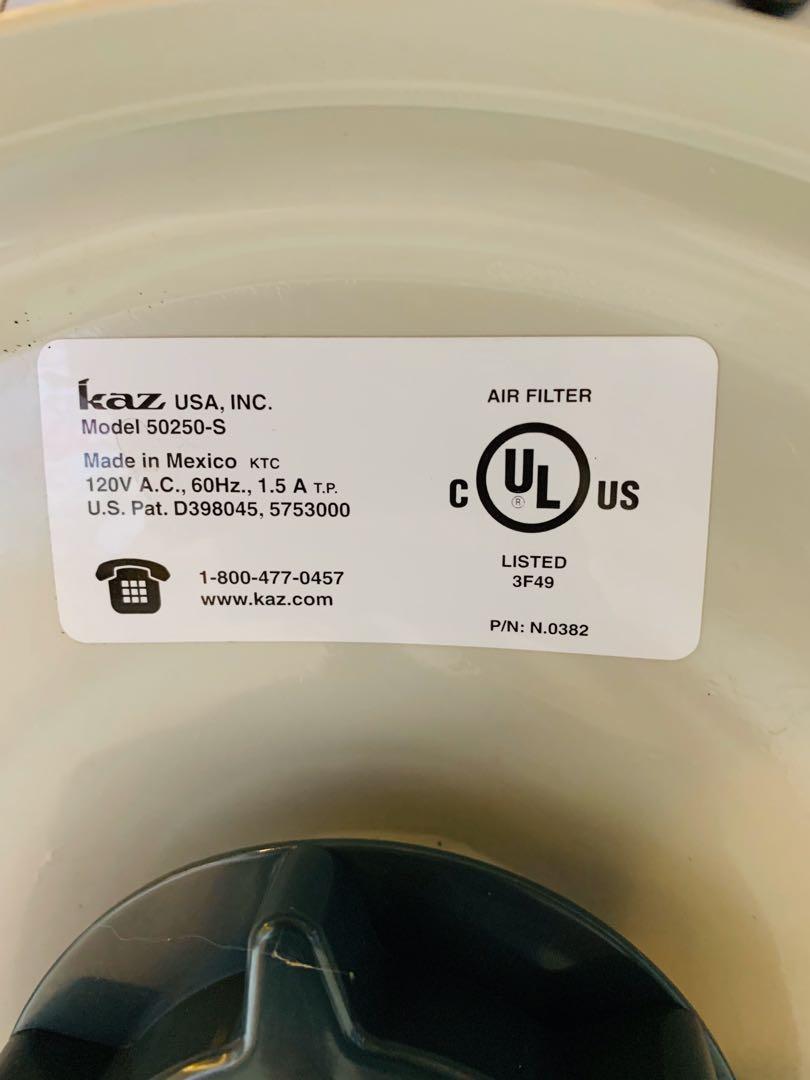 kaz USA, INC.
Model 50250-S
Made in Mexico KTC
120V A.C., 60Hz., 1.5 A T.P.
U.S. Pat. D398045, 5753000
1-800-477-0457
www.kaz.com
AIR FILTER
C UL ® US
LISTED
3F49
P/N: N.0382